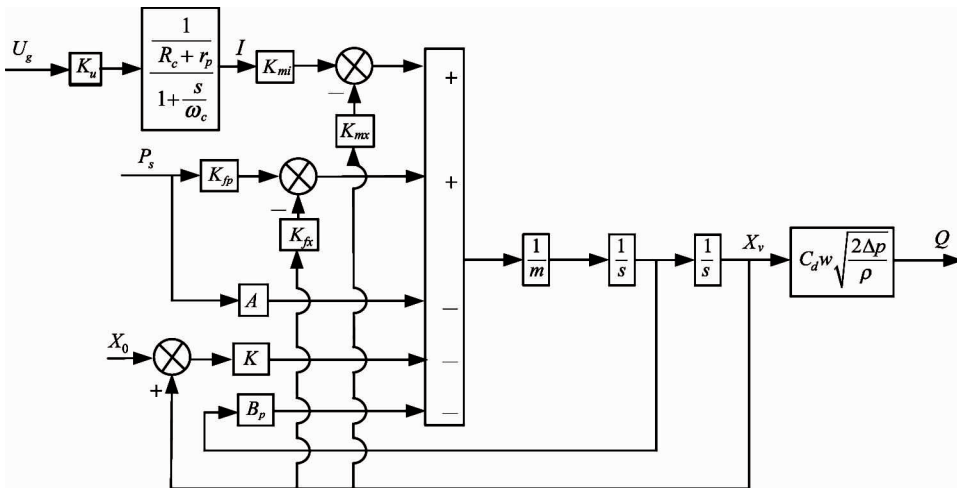 U_g
K_u
1
R_c + r_p
1 + s
ω_c
I
K_mi
+
−
K_mx
P_s
K_fp
+
−
K_fx
A
−
X_0
K
−
+
B_p
−
1
m
1
s
1
s
X_v
C_d w √ 2Δp
ρ
Q